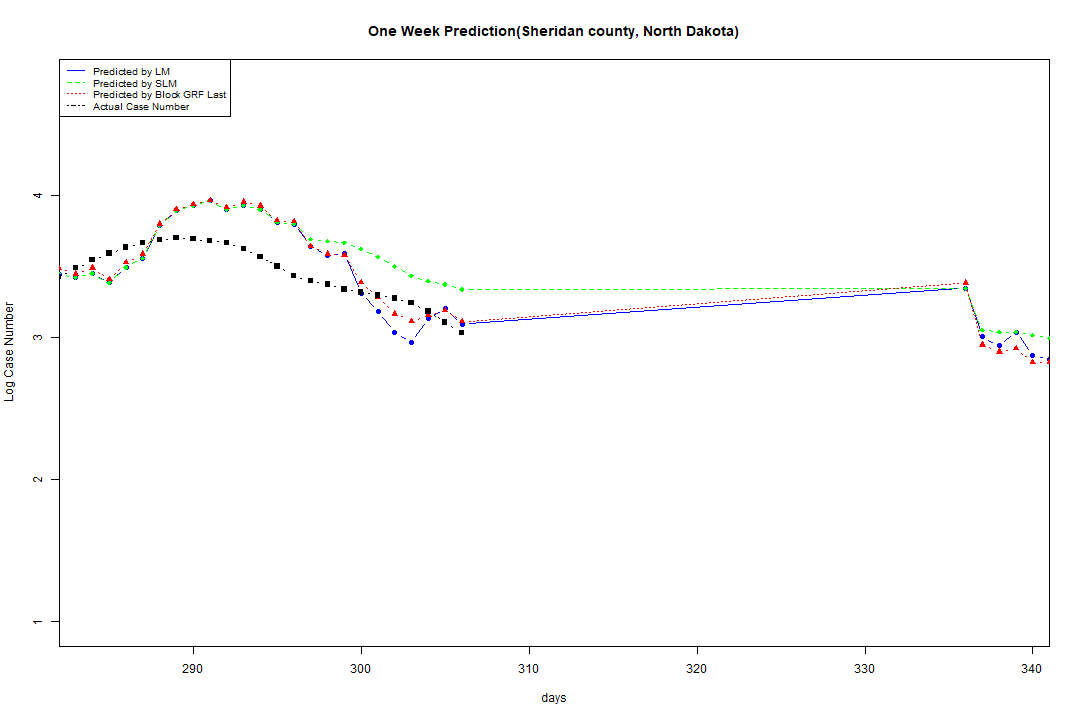 One Week Prediction(Sheridan county, North Dakota)
Predicted by LM
Predicted by SLM
Predicted by Block GRF Last
Actual Case Number
Log Case Number
4
3
2
1
290
300
310
320
330
340
days